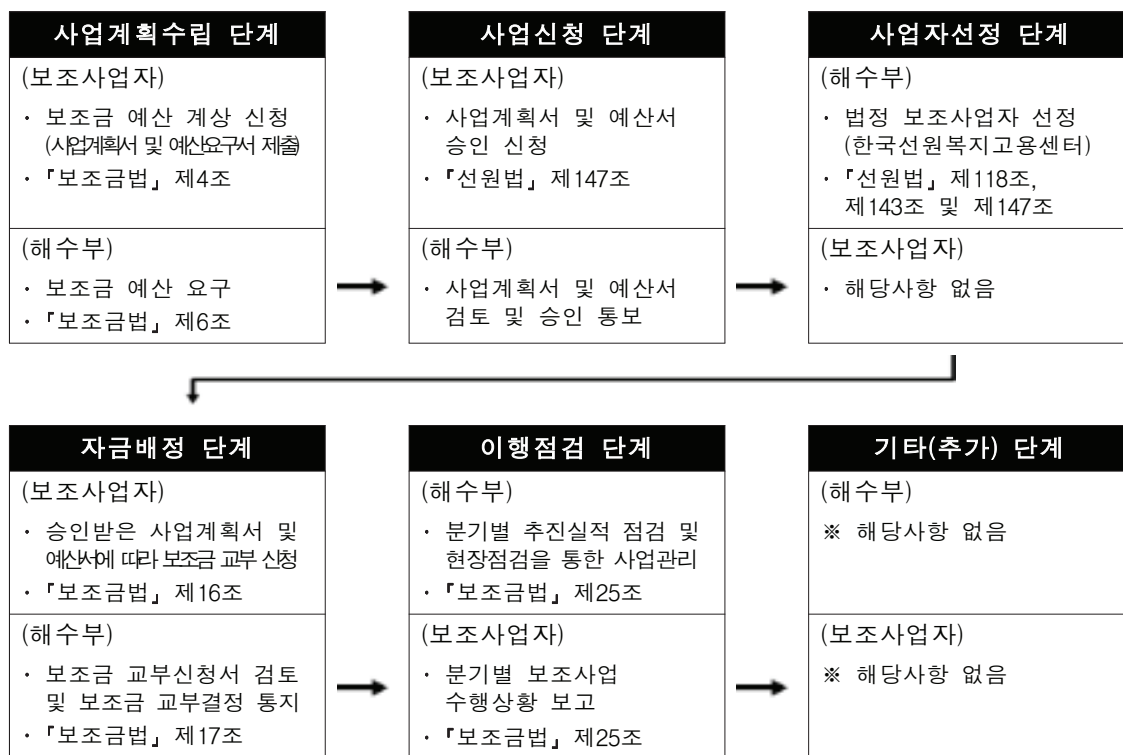 사업계획수립 단계
(보조사업자)
· 보조금 예산 계상 신청
(사업계획서 및 예산요구서 제출)
· 『보조금법』 제4조
(해수부)
· 보조금 예산 요구
· 『보조금법』 제6조
사업신청 단계
(보조사업자)
· 사업계획서 및 예산서
승인 신청
· 『선원법』 제147조
(해수부)
· 사업계획서 및 예산서
검토 및 승인 통보
사업자선정 단계
(해수부)
· 법정 보조사업자 선정
(한국선원복지고용센터)
· 『선원법』 제118조,
제143조 및 제147조
(보조사업자)
· 해당사항 없음
자금배정 단계
(보조사업자)
· 승인받은 사업계획서 및
예산서에 따라 보조금 교부 신청
· 『보조금법』 제16조
(해수부)
· 보조금 교부신청서 검토
및 보조금 교부결정 통지
· 『보조금법』 제17조
이행점검 단계
(해수부)
· 분기별 추진실적 점검 및
현장점검을 통한 사업관리
· 『보조금법』 제25조
(보조사업자)
· 분기별 보조사업
수행상황 보고
· 『보조금법』 제25조
기타(추가) 단계
(해수부)
※ 해당사항 없음
(보조사업자)
※ 해당사항 없음